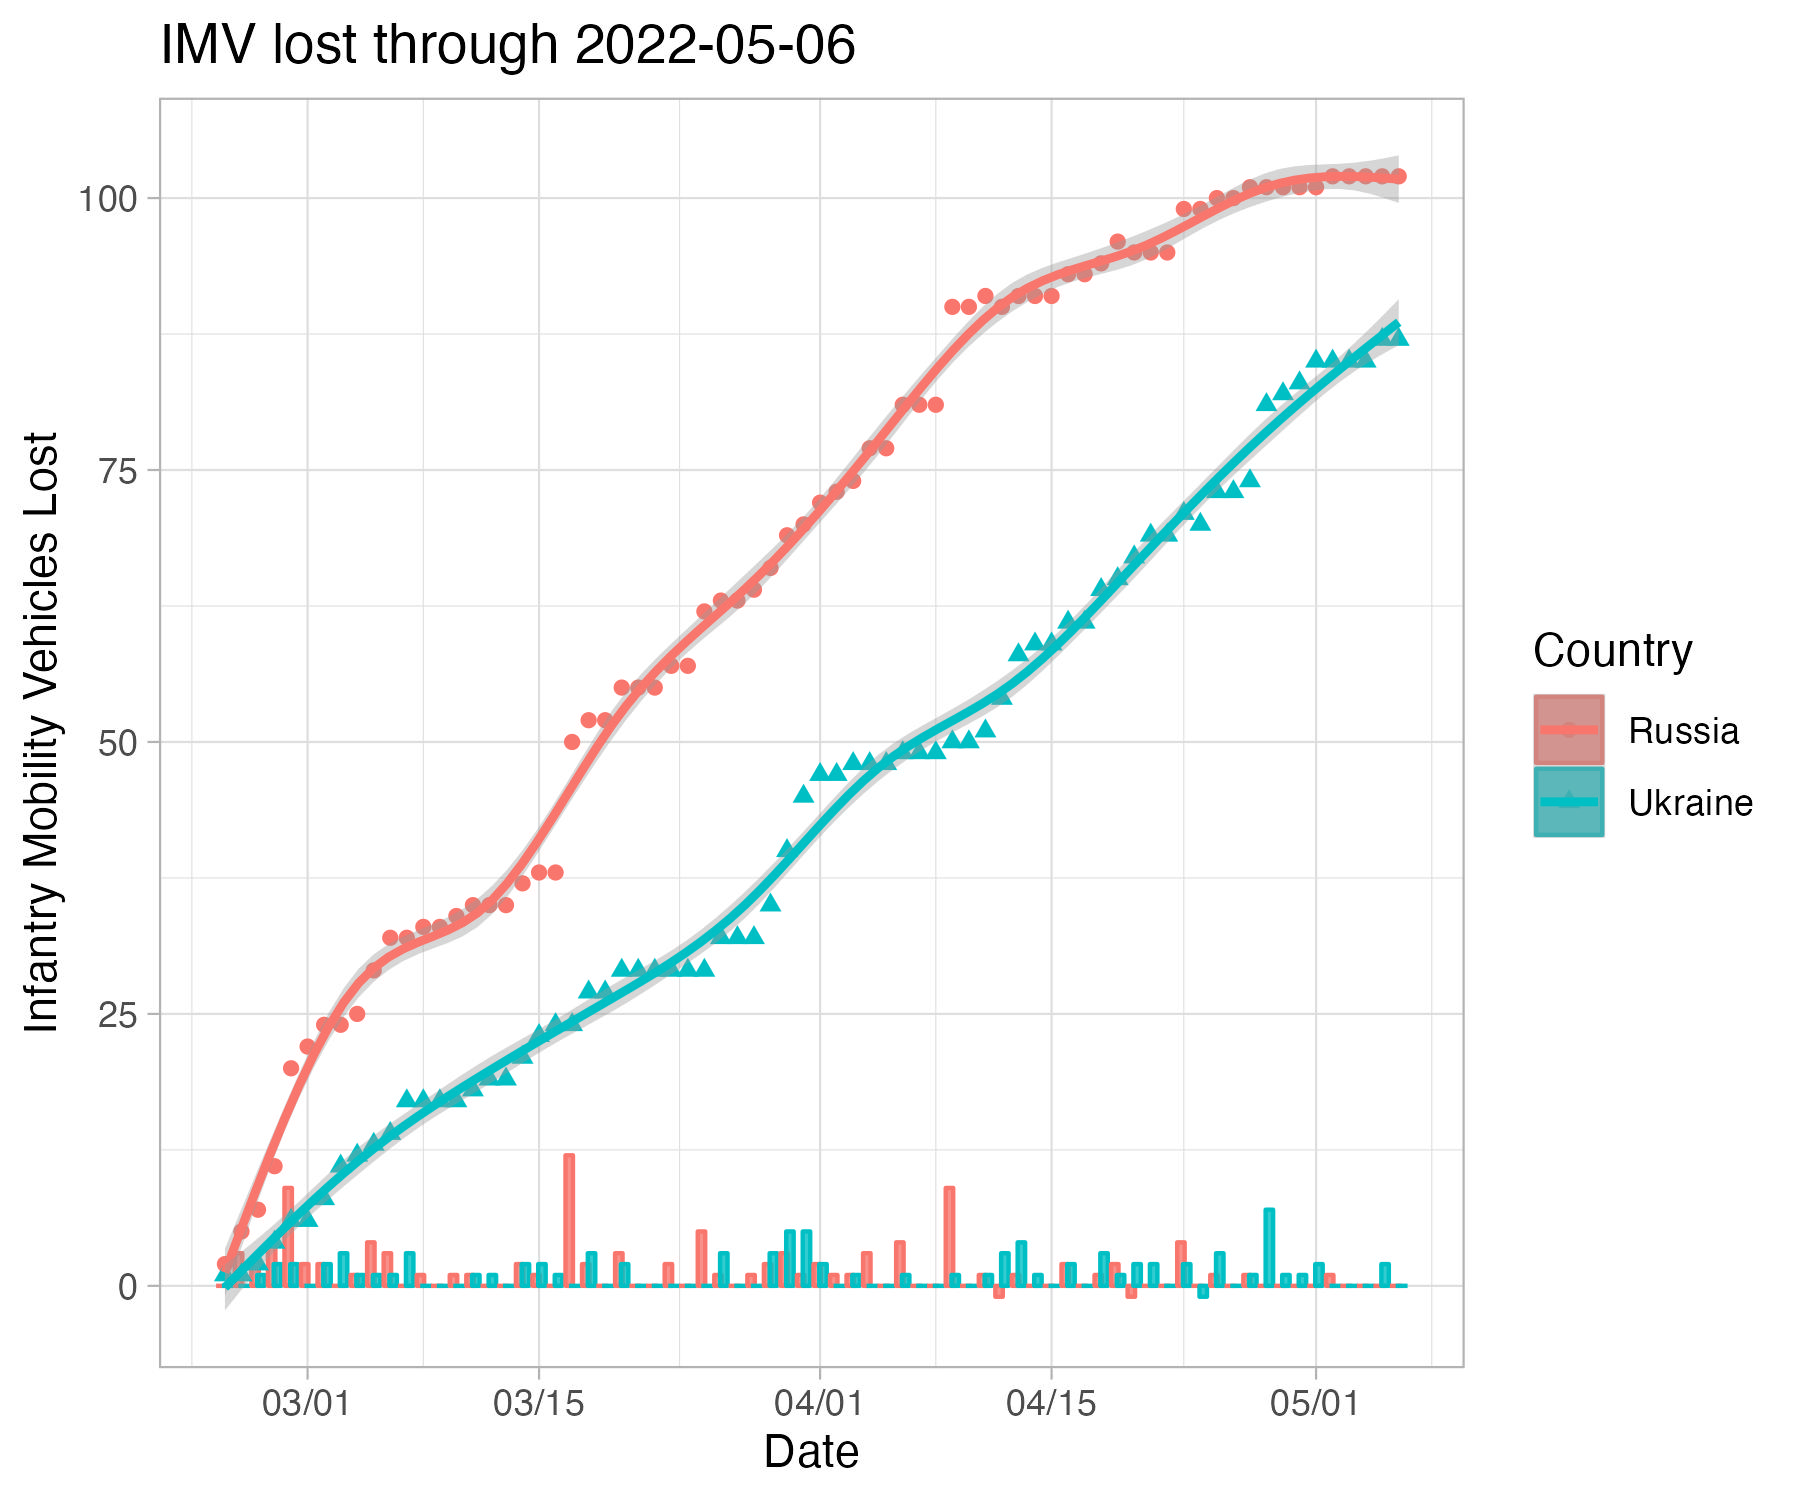 IMV lost through 2022-05-06
Infantry Mobility Vehicles Lost
100
75
50
25
0
03/01 03/15 04/01 04/15 05/01
Date
Country
Russia
Ukraine